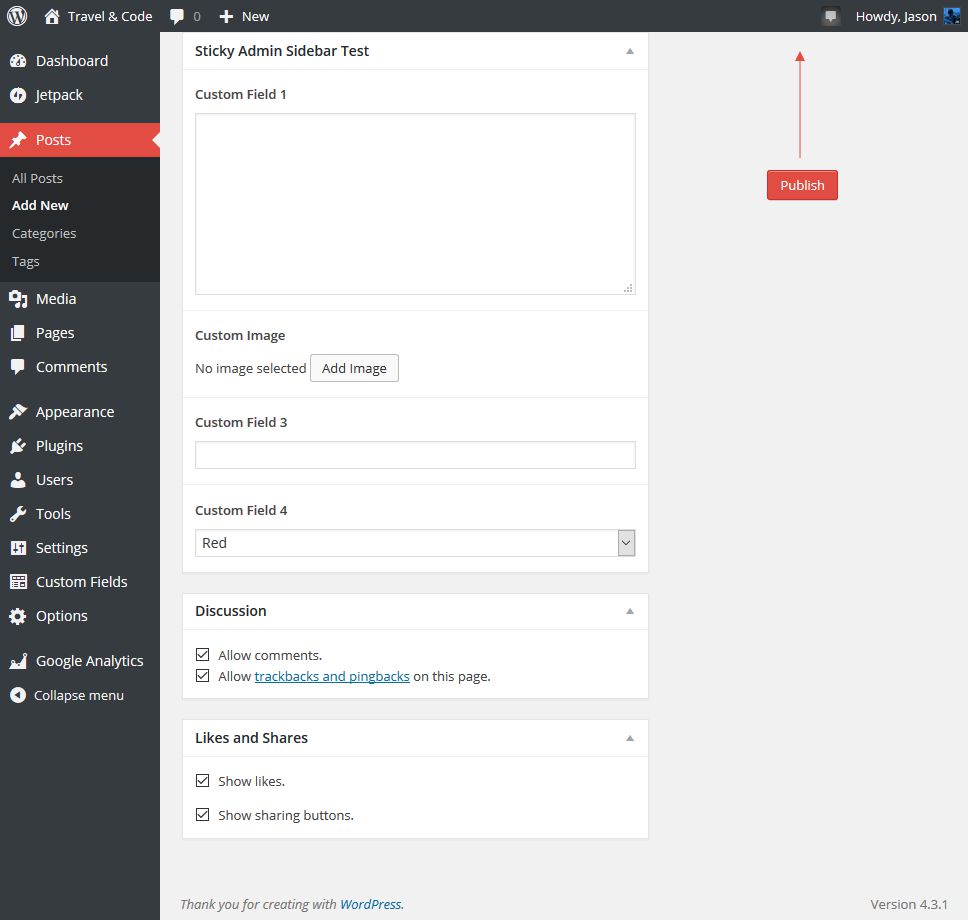 Travel & Code 0 New Howdy, Jason
Dashboard
Jetpack
Posts
All Posts
Add New
Categories
Tags
Media
Pages
Comments
Appearance
Plugins
Users
Tools
Settings
Custom Fields
Options
Google Analytics
Collapse menu
Sticky Admin Sidebar Test
Custom Field 1
Custom Image
No image selected Add Image
Custom Field 3
Custom Field 4
Red
Discussion
Allow comments.
Allow trackbacks and pingbacks on this page.
Likes and Shares
Show likes.
Show sharing buttons.
Publish
Thank you for creating with WordPress. Version 4.3.1